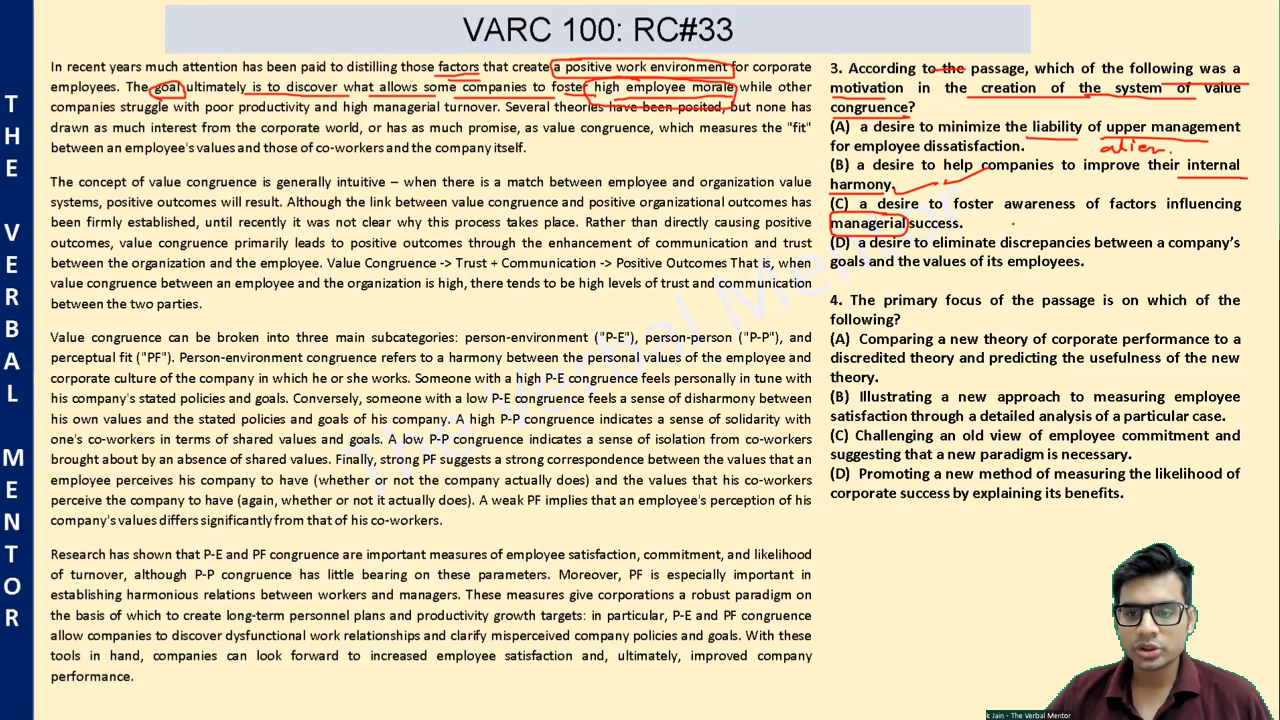 VARC 100: RC#33
THE VERBAL MENTOR
In recent years much attention has been paid to distilling those factors that create a positive work environment for corporate
employees. The goal ultimately is to discover what allows some companies to foster high employee morale while other
companies struggle with poor productivity and high managerial turnover. Several theories have been posited, but none has
drawn as much interest from the corporate world, or has as much promise, as value congruence, which measures the "fit"
between an employee's values and those of co-workers and the company itself.
The concept of value congruence is generally intuitive – when there is a match between employee and organization value
systems, positive outcomes will result. Although the link between value congruence and positive organizational outcomes has
been firmly established, until recently it was not clear why this process takes place. Rather than directly causing positive
outcomes, value congruence primarily leads to positive outcomes through the enhancement of communication and trust
between the organization and the employee. Value Congruence -> Trust + Communication -> Positive Outcomes That is, when
value congruence between an employee and the organization is high, there tends to be high levels of trust and communication
between the two parties.
Value congruence can be broken into three main subcategories: person-environment ("P-E"), person-person ("P-P"), and
perceptual fit ("PF"). Person-environment congruence refers to a harmony between the personal values of the employee and
corporate culture of the company in which he or she works. Someone with a high P-E congruence feels personally in tune with
his company's stated policies and goals. Conversely, someone with a low P-E congruence feels a sense of disharmony between
his own values and the stated policies and goals of his company. A high P-P congruence indicates a sense of solidarity with
one's co-workers in terms of shared values and goals. A low P-P congruence indicates a sense of isolation from co-workers
brought about by an absence of shared values. Finally, strong PF suggests a strong correspondence between the values that an
employee perceives his company to have (whether or not the company actually does) and the values that his co-workers
perceive the company to have (again, whether or not it actually does). A weak PF implies that an employee's perception of his
company's values differs significantly from that of his co-workers.
Research has shown that P-E and PF congruence are important measures of employee satisfaction, commitment, and likelihood
of turnover, although P-P congruence has little bearing on these parameters. Moreover, PF is especially important in
establishing harmonious relations between workers and managers. These measures give corporations a robust paradigm on
the basis of which to create long-term personnel plans and productivity growth targets: in particular, P-E and PF congruence
allow companies to discover dysfunctional work relationships and clarify misperceived company policies and goals. With these
tools in hand, companies can look forward to increased employee satisfaction and, ultimately, improved company
performance.
3. According to the passage, which of the following was a
motivation in the creation of the system of value
congruence?
(A) a desire to minimize the liability of upper management
for employee dissatisfaction.
alien.
(B) a desire to help companies to improve their internal
harmony.
(C) a desire to foster awareness of factors influencing
managerial success.
(D) a desire to eliminate discrepancies between a company's
goals and the values of its employees.
4. The primary focus of the passage is on which of the
following?
(A) Comparing a new theory of corporate performance to a
discredited theory and predicting the usefulness of the new
theory.
(B) Illustrating a new approach to measuring employee
satisfaction through a detailed analysis of a particular case.
(C) Challenging an old view of employee commitment and
suggesting that a new paradigm is necessary.
(D) Promoting a new method of measuring the likelihood of
corporate success by explaining its benefits.
The Verbal Mentor
k Jain - The Verbal Mentor